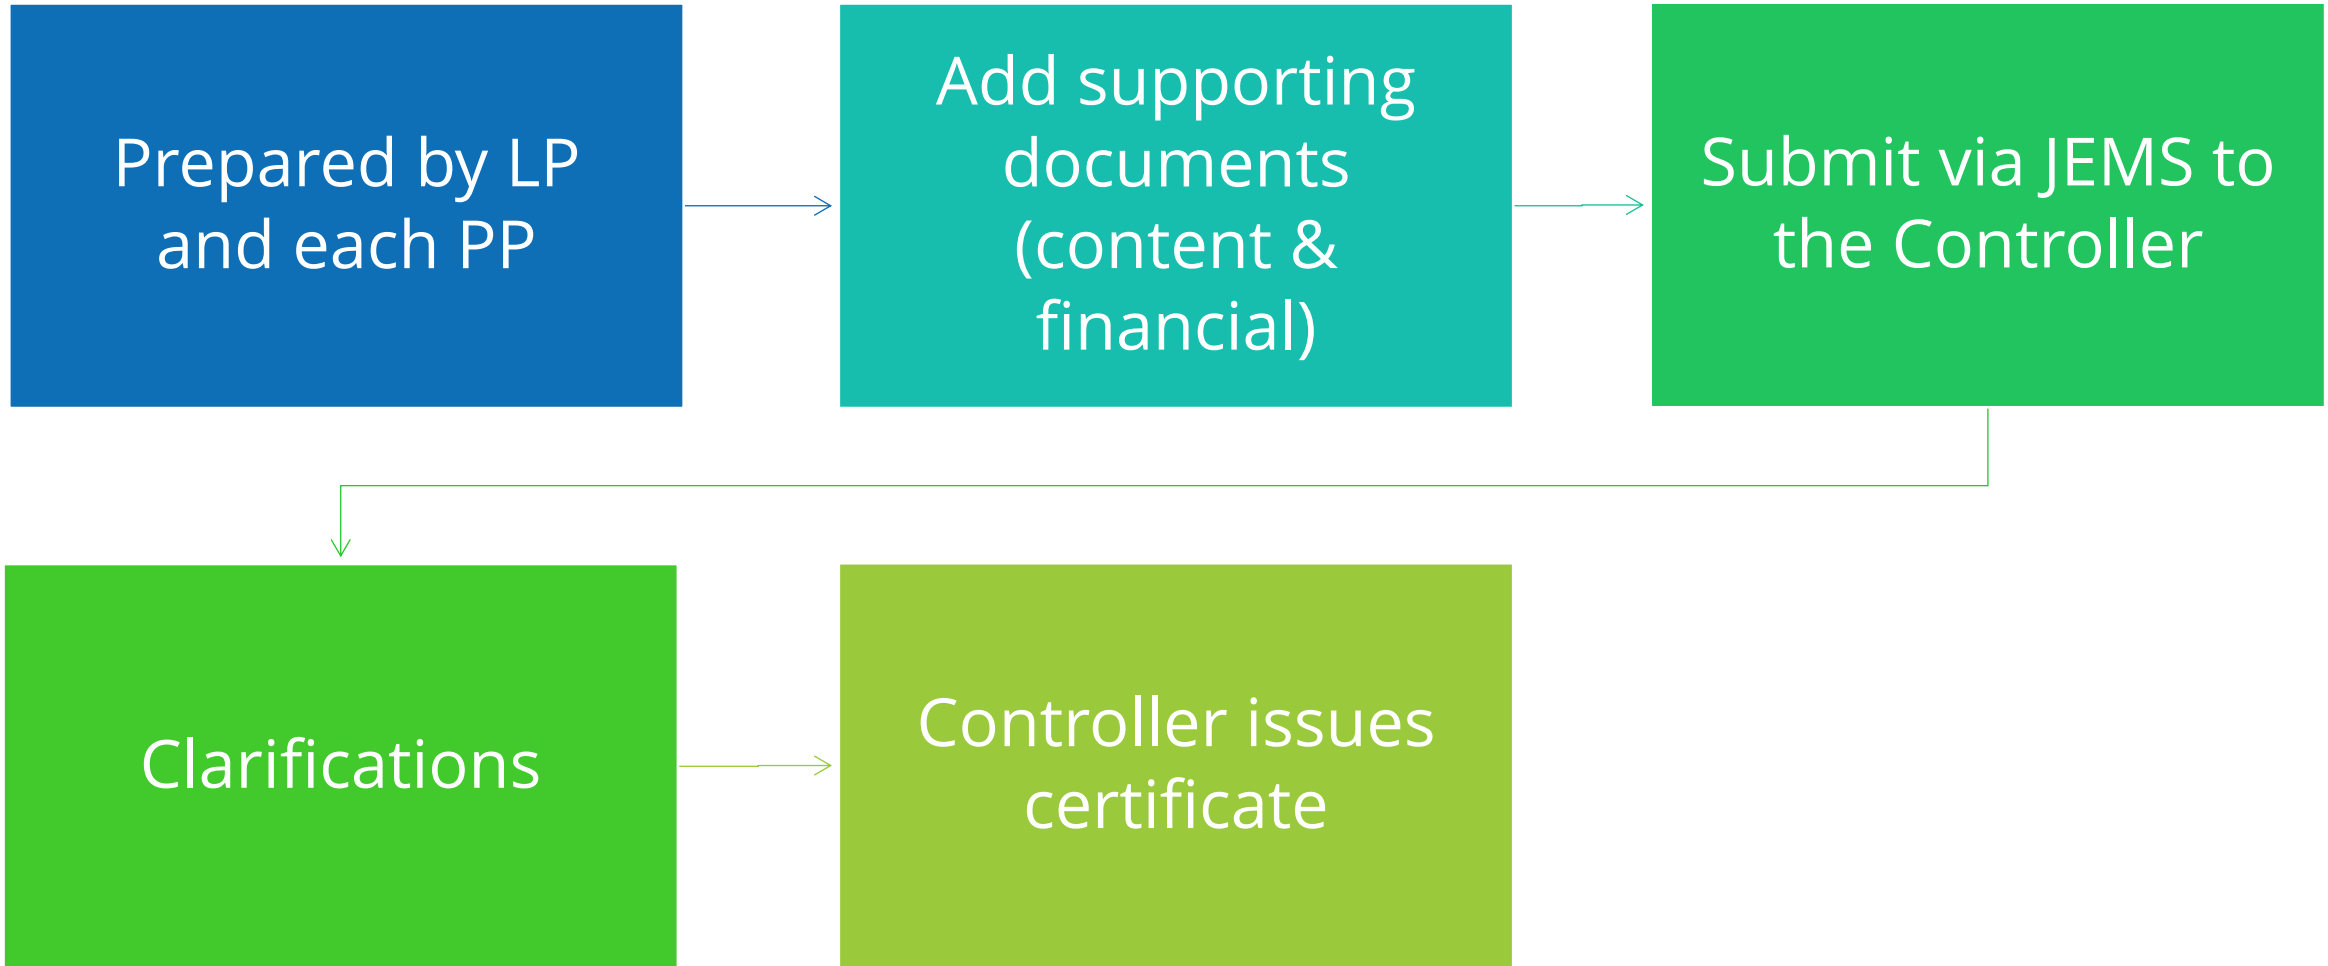 Prepared by LP
and each PP
Add supporting
documents
(content &
financial)
Submit via JEMS to
the Controller
Clarifications
Controller issues
certificate